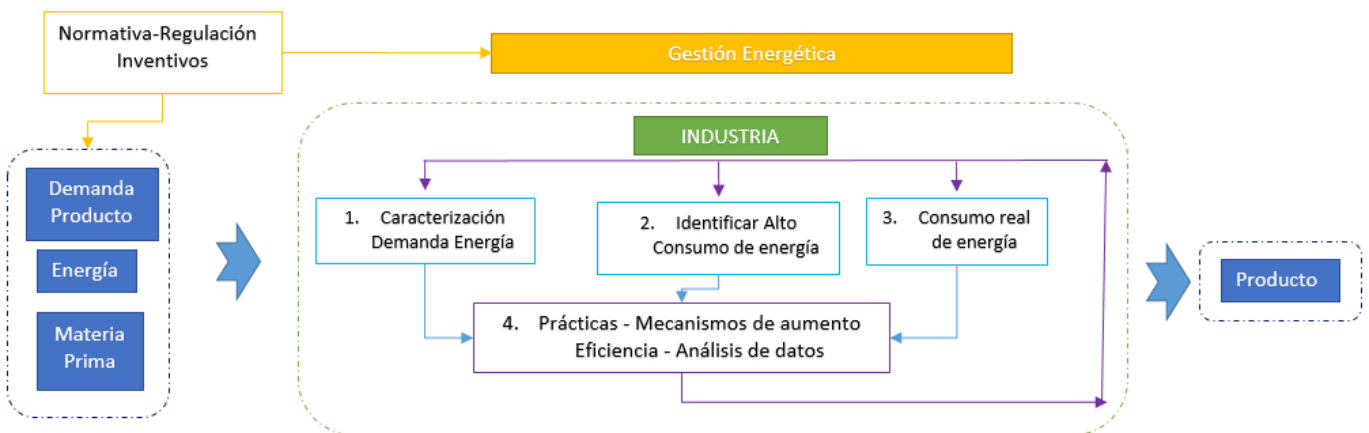 Normativa-Regulación
Inventivos
Gestión Energética
INDUSTRIA
Demanda
Producto
Energía
Materia
Prima
1. Caracterización
Demanda Energía
2. Identificar Alto
Consumo de energía
3. Consumo real
de energía
4. Prácticas - Mecanismos de aumento
Eficiencia - Análisis de datos
Producto